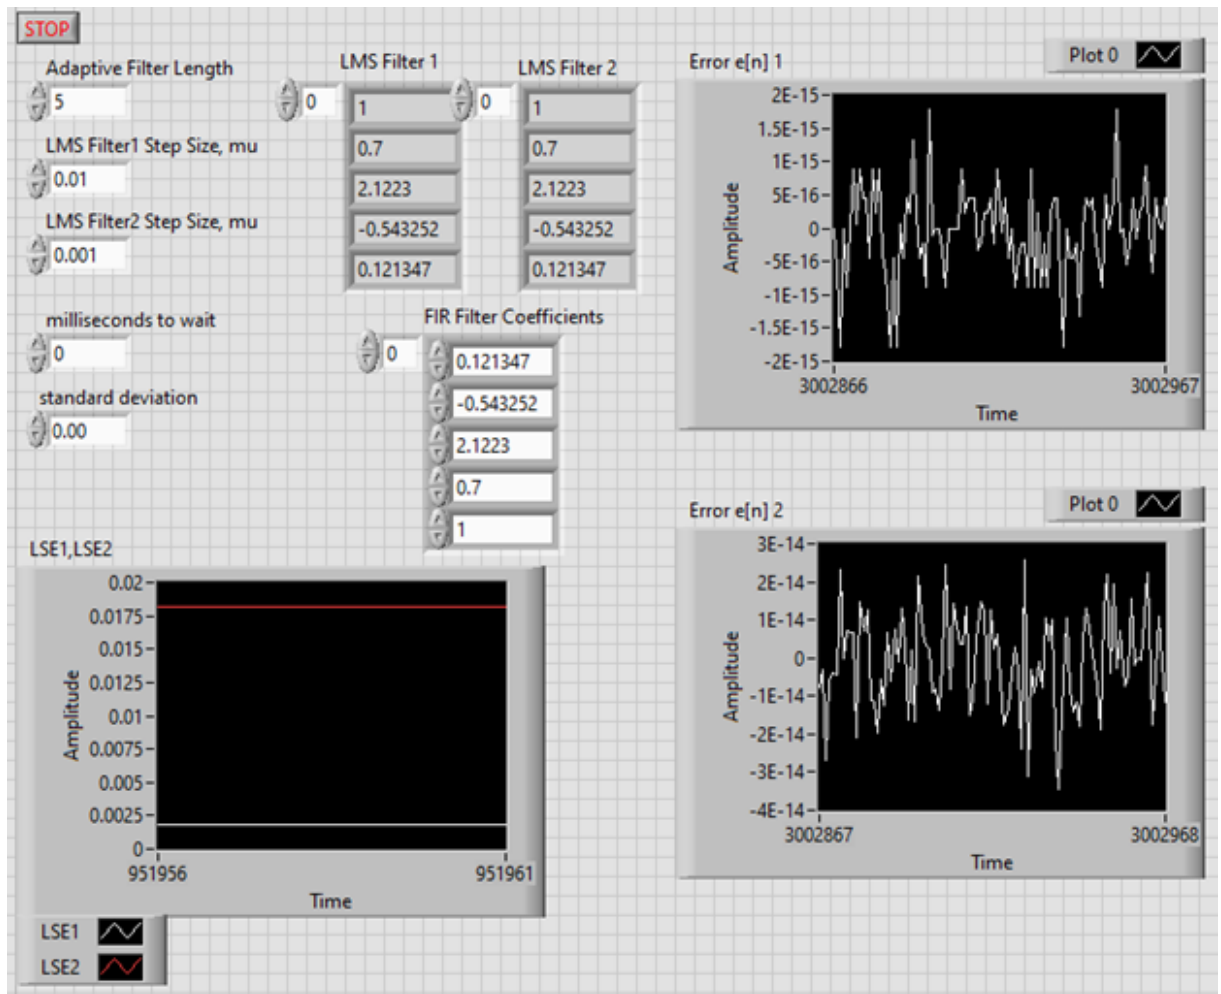 STOP
Adaptive Filter Length
5
LMS Filter1 Step Size, mu
0.01
LMS Filter2 Step Size, mu
0.001
milliseconds to wait
0
standard deviation
0.00
LMS Filter 1
0
1
0.7
2.1223
-0.543252
0.121347
LMS Filter 2
0
1
0.7
2.1223
-0.543252
0.121347
FIR Filter Coefficients
0
0.121347
-0.543252
2.1223
0.7
1
Error e[n] 1
Plot 0
2E-15
1.5E-15
1E-15
5E-16
0
-5E-16
-1E-15
-1.5E-15
-2E-15
Amplitude
3002866 3002967
Time
Error e[n] 2
Plot 0
3E-14
2E-14
1E-14
0
-1E-14
-2E-14
-3E-14
-4E-14
Amplitude
3002867 3002968
Time
LSE1,LSE2
0.02
0.0175
0.015
0.0125
0.01
0.0075
0.005
0.0025
0
Amplitude
951956 951961
Time
LSE1
LSE2